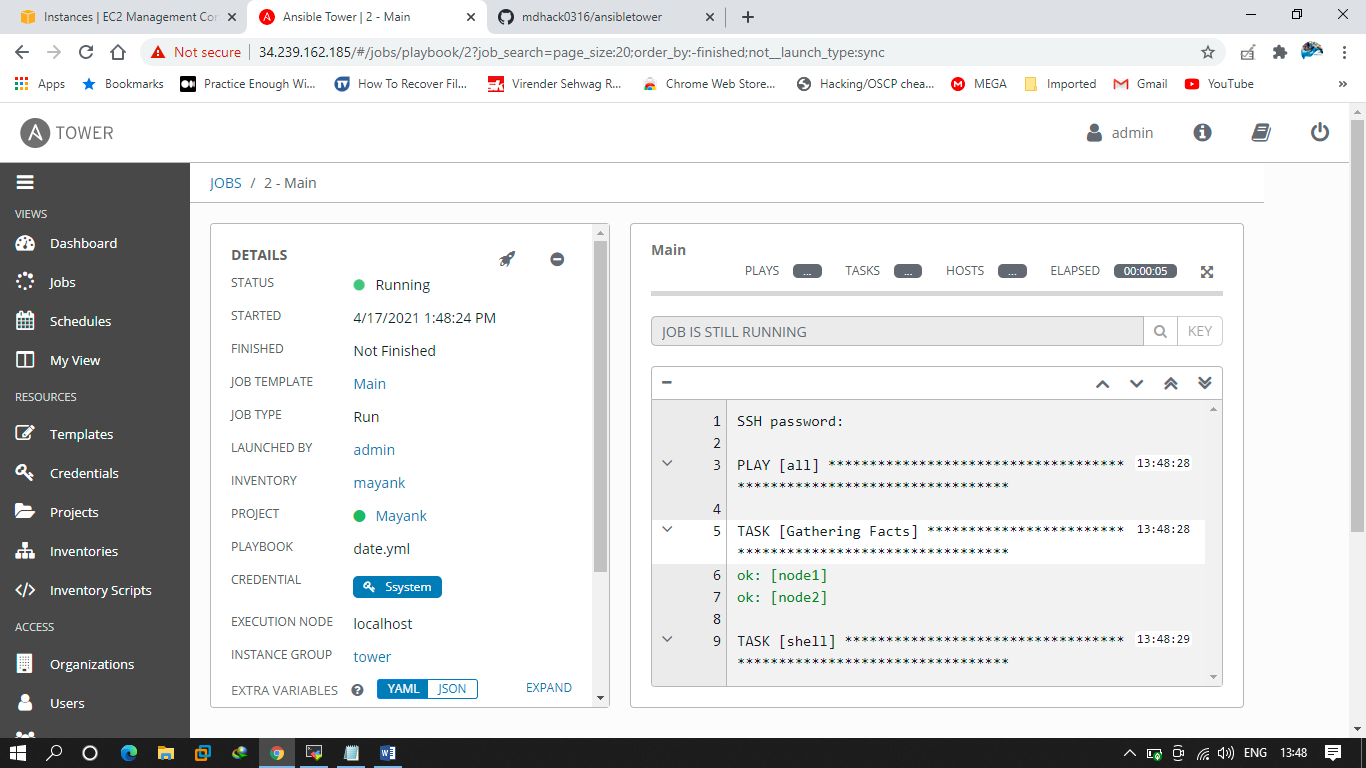 Instances | EC2 Management Con
Ansible Tower | 2 - Main
mdhack0316/ansibletower
Not secure
34.239.162.185/#/jobs/playbook/2?job_search=page_size:20;order_by:-finished;not__launch_type:sync
Apps
Bookmarks
Practice Enough Wi...
How To Recover Fil...
Virender Sehwag R...
Chrome Web Store...
Hacking/OSCP chea...
MEGA
Imported
Gmail
YouTube
»
A TOWER
admin
VIEWS
Dashboard
Jobs
Schedules
My View
RESOURCES
Templates
Credentials
Projects
Inventories
Inventory Scripts
ACCESS
Organizations
Users
JOBS / 2 - Main
DETAILS
STATUS Running
STARTED 4/17/2021 1:48:24 PM
FINISHED Not Finished
JOB TEMPLATE Main
JOB TYPE Run
LAUNCHED BY admin
INVENTORY mayank
PROJECT Mayank
PLAYBOOK date.yml
CREDENTIAL Ssystem
EXECUTION NODE localhost
INSTANCE GROUP tower
EXTRA VARIABLES ? YAML JSON EXPAND
Main
PLAYS ... TASKS ... HOSTS ... ELAPSED 00:00:05
JOB IS STILL RUNNING KEY
1 SSH password:
2
3 PLAY [all] ************************************ 13:48:28
*********************************
4
5 TASK [Gathering Facts] ************************ 13:48:28
*********************************
6 ok: [node1]
7 ok: [node2]
8
9 TASK [shell] ********************************** 13:48:29
*********************************
ENG 13:48